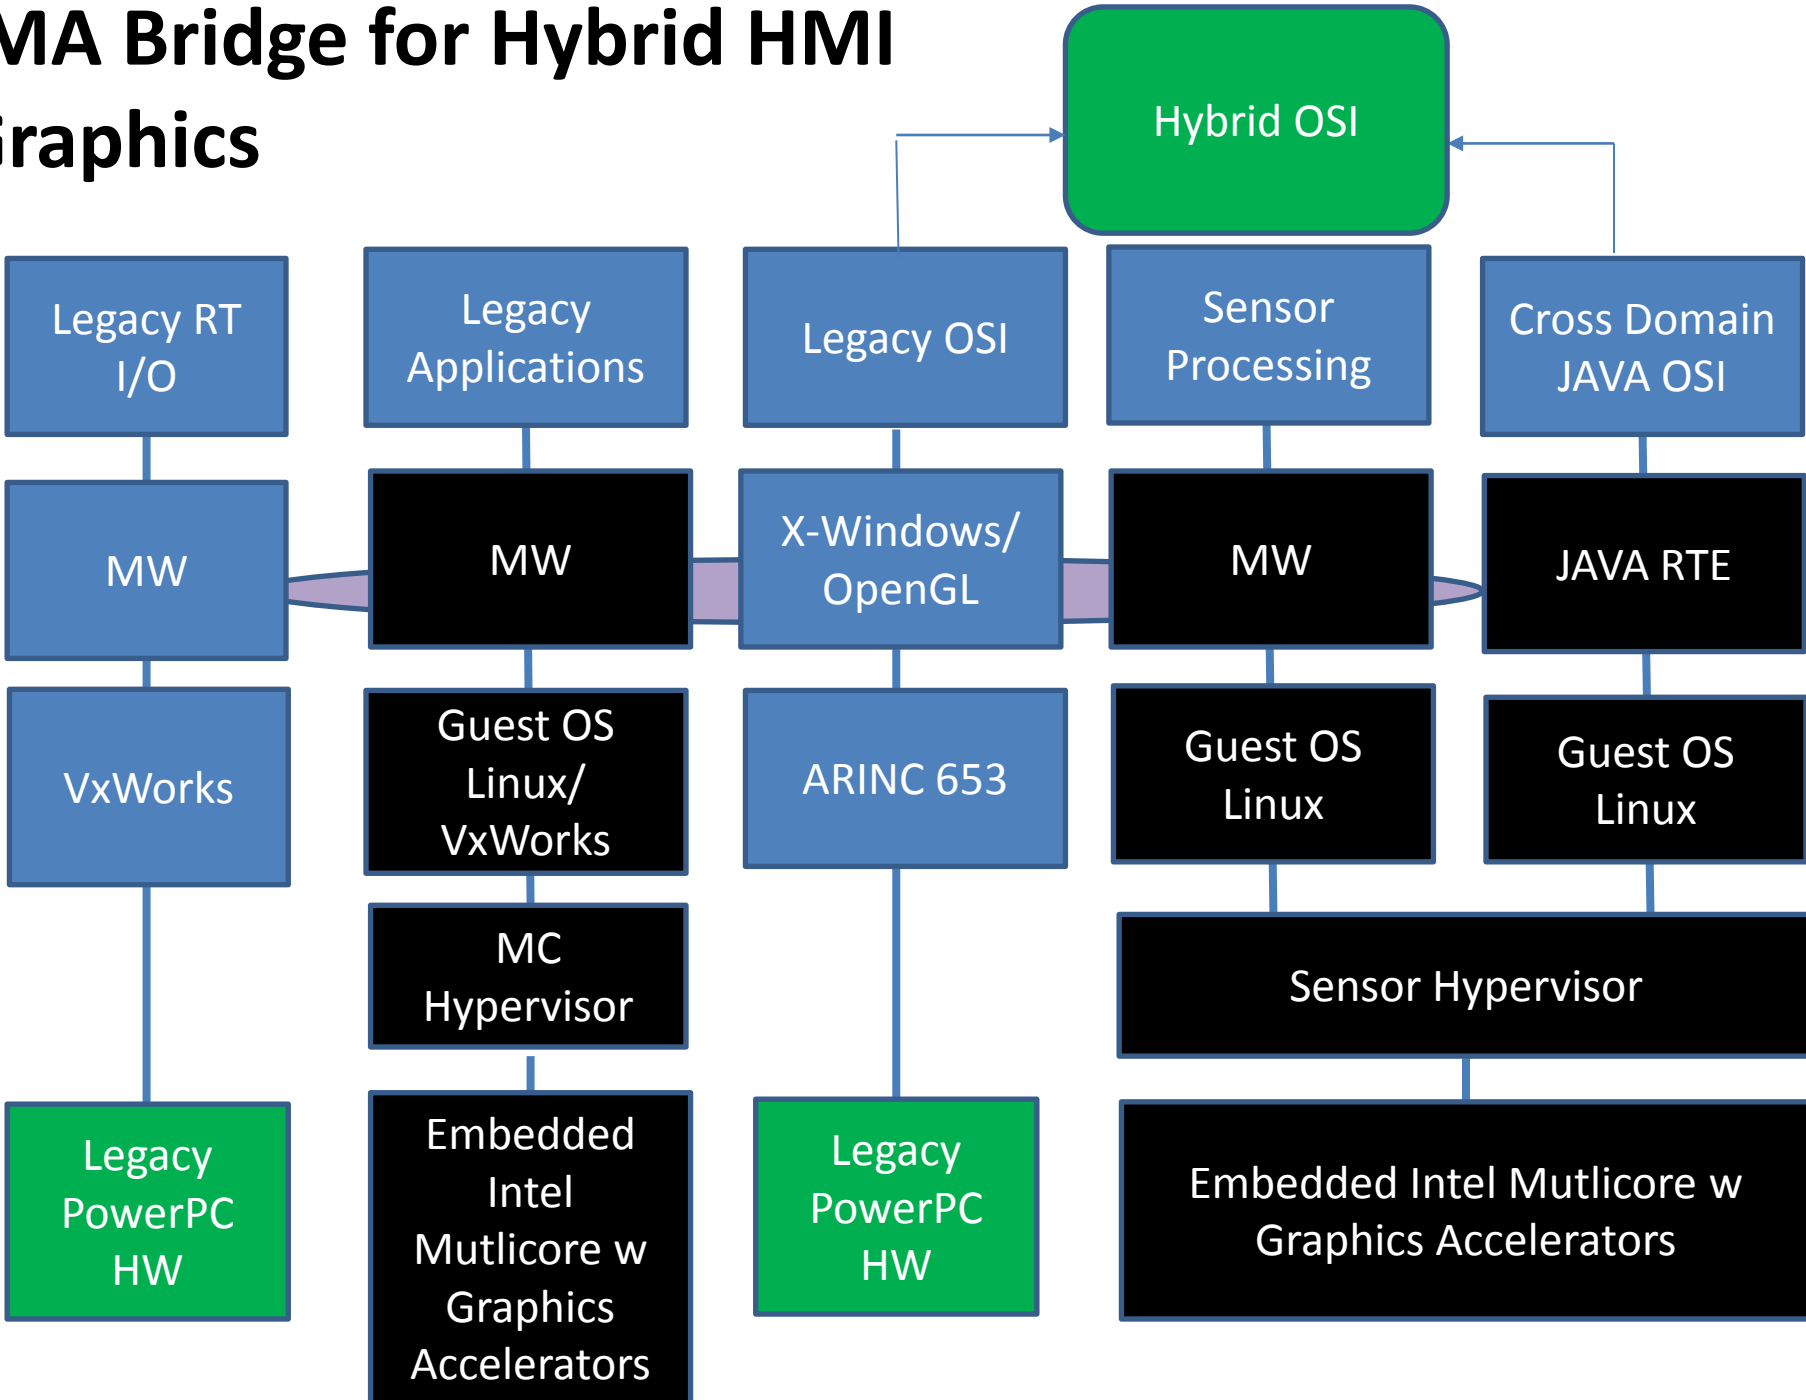 MA Bridge for Hybrid HMI
Graphics
Hybrid OSI
Legacy RT
I/O
Legacy
Applications
Legacy OSI
Sensor
Processing
Cross Domain
JAVA OSI
MW
MW
X-Windows/
OpenGL
MW
JAVA RTE
VxWorks
Guest OS
Linux/
VxWorks
ARINC 653
Guest OS
Linux
Guest OS
Linux
MC
Hypervisor
Sensor Hypervisor
Legacy
PowerPC
HW
Embedded
Intel
Mutlicore w
Graphics
Accelerators
Legacy
PowerPC
HW
Embedded Intel Mutlicore w
Graphics Accelerators